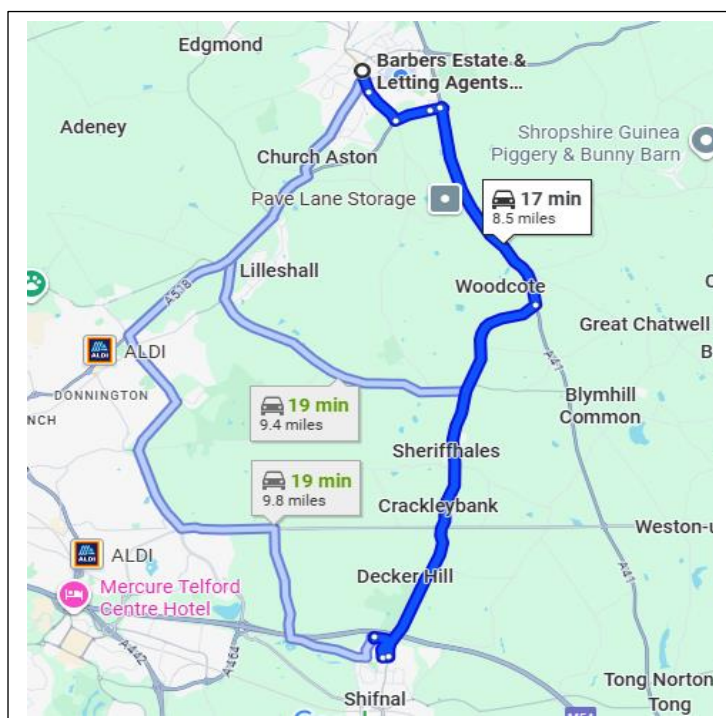 Edgmond
Barbers Estate &
Letting Agents...
Adeney
Shropshire Guinea
Piggery & Bunny Barn
Church Aston
Pave Lane Storage
17 min
8.5 miles
Lilleshall
Woodcote
A518
Great Chatwell
ALDI
ALDI
A41
DONNINGTON
19 min
9.4 miles
Blymhill
Common
NCH
Sheriffhales
19 min
9.8 miles
Crackleybank
Weston-u
ALDI
ALDI
A41
Decker Hill
Mercure Telford
Centre Hotel
A442
A464
Tong Norton
Tong
Shifnal